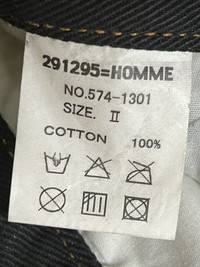 291295=HOMME
NO.574-1301
SIZE. II
COTTON 100%